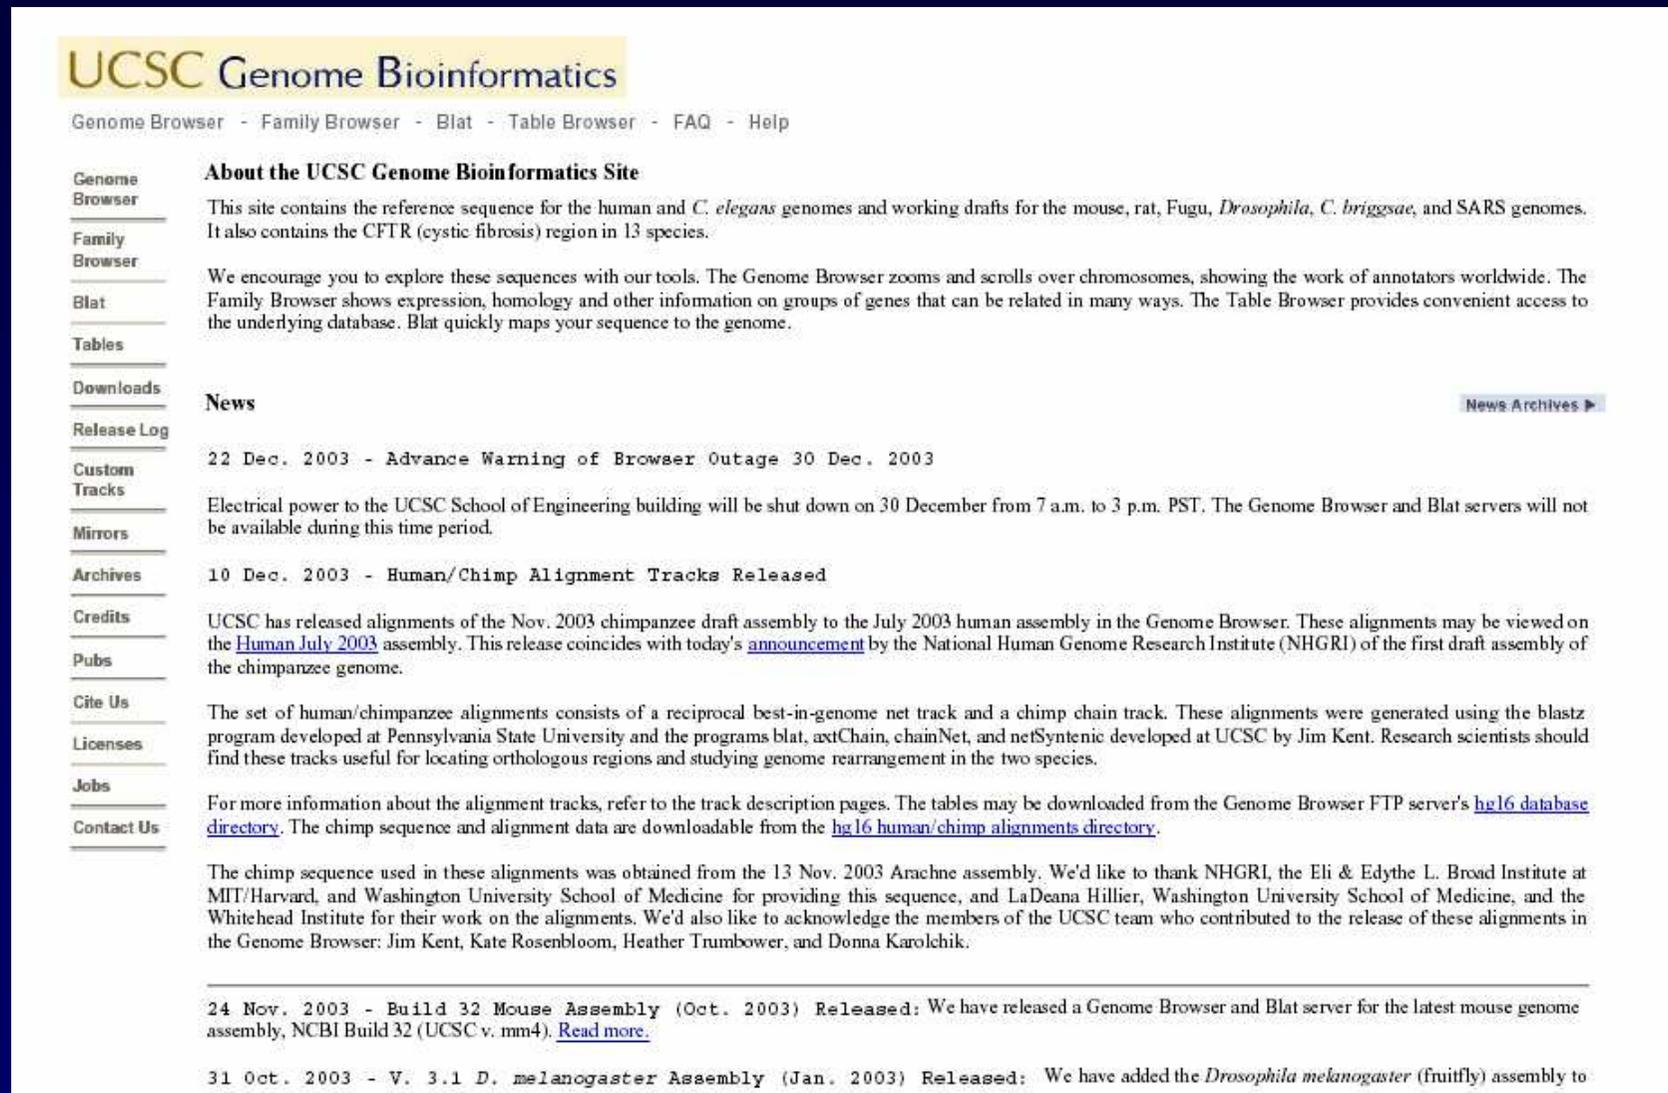 UCSC Genome Bioinformatics
Genome Browser - Family Browser - Blat - Table Browser - FAQ - Help
Genome
Browser
Family
Browser
Blat
Tables
Downloads
Release Log
Custom
Tracks
Mirrors
Archives
Credits
Pubs
Cite Us
Licenses
Jobs
Contact Us
About the UCSC Genome Bioinformatics Site
This site contains the reference sequence for the human and C. elegans genomes and working drafts for the mouse, rat, Fugu, Drosophila, C. briggsae, and SARS genomes.
It also contains the CFTR (cystic fibrosis) region in 13 species.
We encourage you to explore these sequences with our tools. The Genome Browser zooms and scrolls over chromosomes, showing the work of annotators worldwide. The
Family Browser shows expression, homology and other information on groups of genes that can be related in many ways. The Table Browser provides convenient access to
the underlying database. Blat quickly maps your sequence to the genome.
News
News Archives ▶
22 Dec. 2003 - Advance Warning of Browser Outage 30 Dec. 2003
Electrical power to the UCSC School of Engineering building will be shut down on 30 December from 7 a.m. to 3 p.m. PST. The Genome Browser and Blat servers will not
be available during this time period.
10 Dec. 2003 - Human/Chimp Alignment Tracks Released
UCSC has released alignments of the Nov. 2003 chimpanzee draft assembly to the July 2003 human assembly in the Genome Browser. These alignments may be viewed on
the Human July 2003 assembly. This release coincides with today's announcement by the National Human Genome Research Institute (NHGRI) of the first draft assembly of
the chimpanzee genome.
The set of human/chimpanzee alignments consists of a reciprocal best-in-genome net track and a chimp chain track. These alignments were generated using the blastz
program developed at Pennsylvania State University and the programs blat, axtChain, chainNet, and netSyntenic developed at UCSC by Jim Kent. Research scientists should
find these tracks useful for locating orthologous regions and studying genome rearrangement in the two species.
For more information about the alignment tracks, refer to the track description pages. The tables may be downloaded from the Genome Browser FTP server's hg16 database
directory. The chimp sequence and alignment data are downloadable from the hg16 human/chimp alignments directory.
The chimp sequence used in these alignments was obtained from the 13 Nov. 2003 Arachne assembly. We'd like to thank NHGRI, the Eli & Edythe L. Broad Institute at
MIT/Harvard, and Washington University School of Medicine for providing this sequence, and LaDeana Hillier, Washington University School of Medicine, and the
Whitehead Institute for their work on the alignments. We'd also like to acknowledge the members of the UCSC team who contributed to the release of these alignments in
the Genome Browser: Jim Kent, Kate Rosenbloom, Heather Trumbower, and Donna Karolchik.
24 Nov. 2003 - Build 32 Mouse Assembly (Oct. 2003) Released: We have released a Genome Browser and Blat server for the latest mouse genome
assembly, NCBI Build 32 (UCSC v. mm4). Read more.
31 Oct. 2003 - V. 3.1 D. melanogaster Assembly (Jan. 2003) Released: We have added the Drosophila melanogaster (fruitfly) assembly to